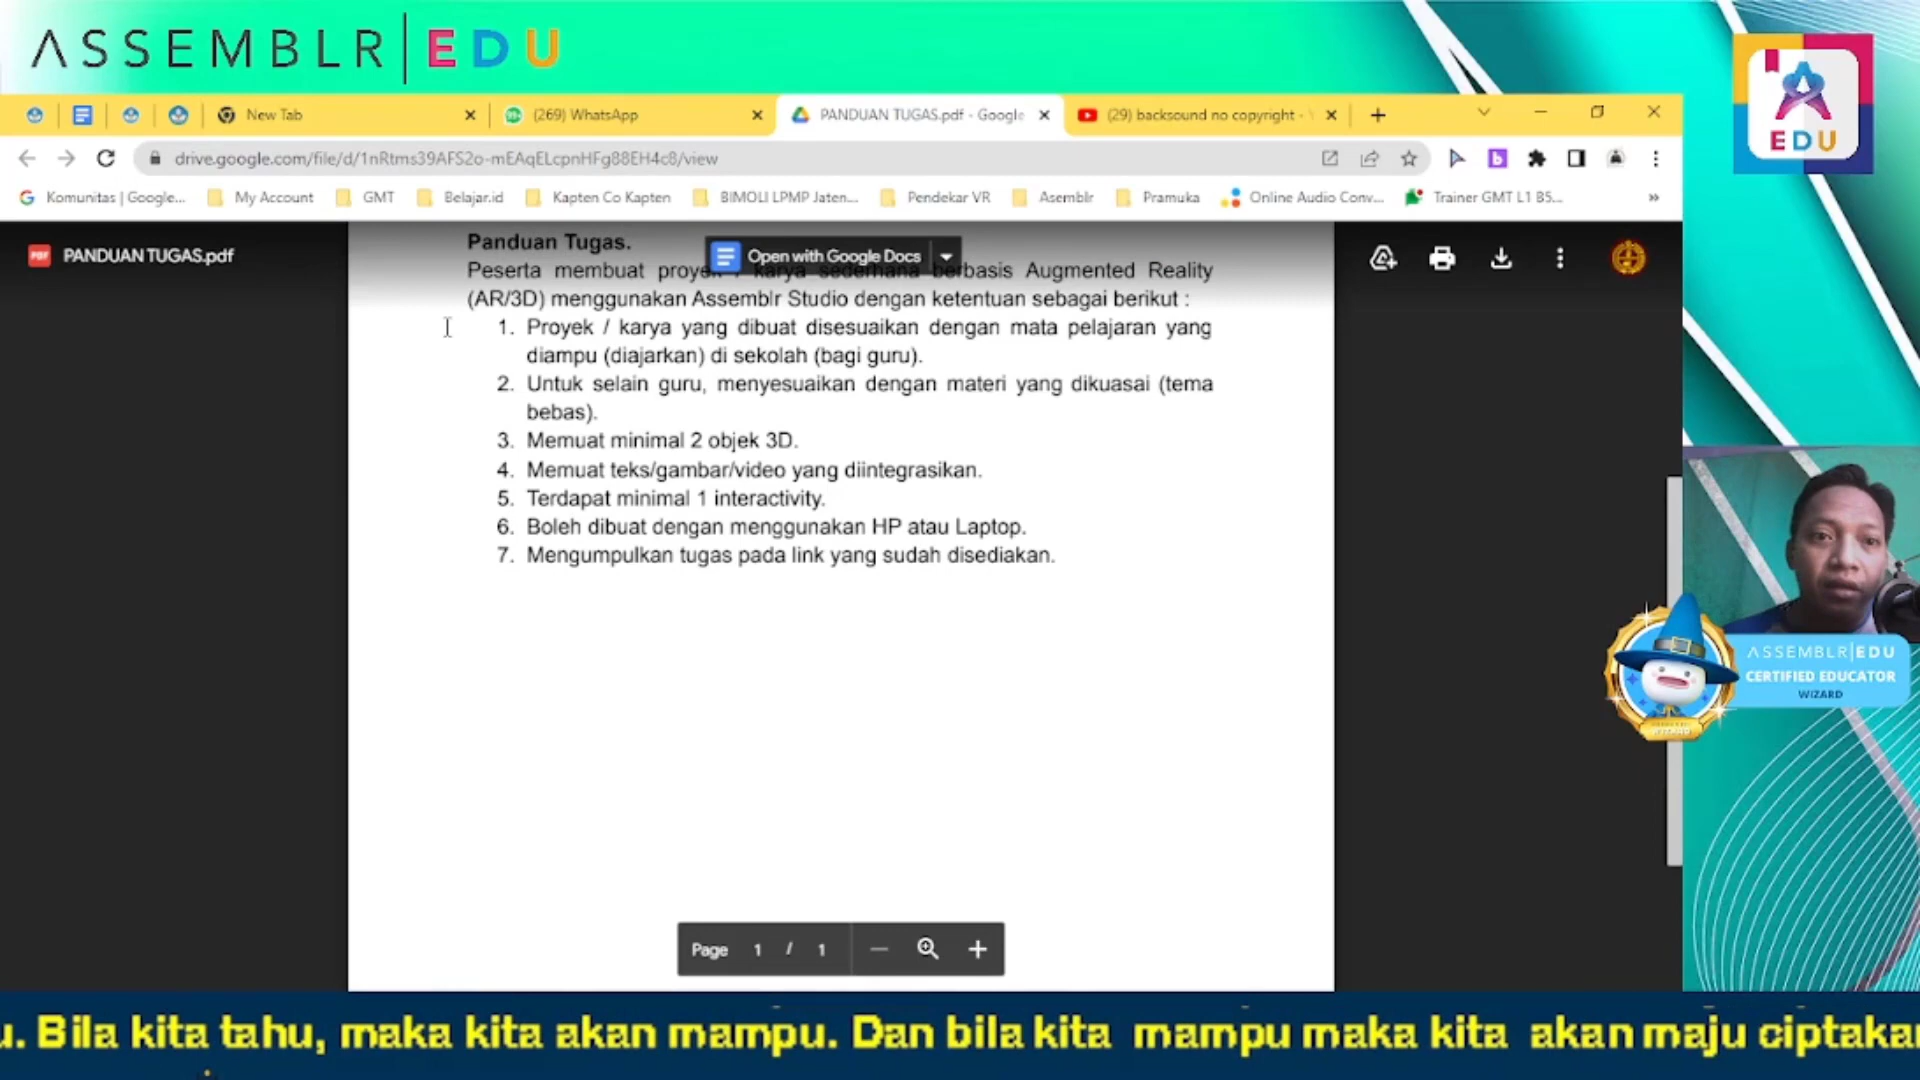 ASSEMBLR|EDU
EDU
New Tab
(269) WhatsApp
PANDUAN TUGAS.pdf - Google
(29) backsound no copyright -
drive.google.com/file/d/1nRtms39AFS2o-mEAqELcpnHFg88EH4c8/view
Komunitas | Google...
My Account
GMT
Belajar.id
Kapten Co Kapten
BIMOLI LPMP Jaten...
Pendekar VR
Asemblr
Pramuka
Online Audio Conv...
Trainer GMT L1 B5...
PANDUAN TUGAS.pdf
Open with Google Docs
Panduan Tugas.
Peserta membuat proyek / karya sederhana berbasis Augmented Reality
(AR/3D) menggunakan Assemblr Studio dengan ketentuan sebagai berikut :
1. Proyek / karya yang dibuat disesuaikan dengan mata pelajaran yang
diampu (diajarkan) di sekolah (bagi guru).
2. Untuk selain guru, menyesuaikan dengan materi yang dikuasai (tema
bebas).
3. Memuat minimal 2 objek 3D.
4. Memuat teks/gambar/video yang diintegrasikan.
5. Terdapat minimal 1 interactivity.
6. Boleh dibuat dengan menggunakan HP atau Laptop.
7. Mengumpulkan tugas pada link yang sudah disediakan.
ASSEMBLR|EDU
CERTIFIED EDUCATOR
WIZARD
WIZARD
Page 1 / 1
u. Bila kita tahu, maka kita akan mampu. Dan bila kita mampu maka kita akan maju ciptakan